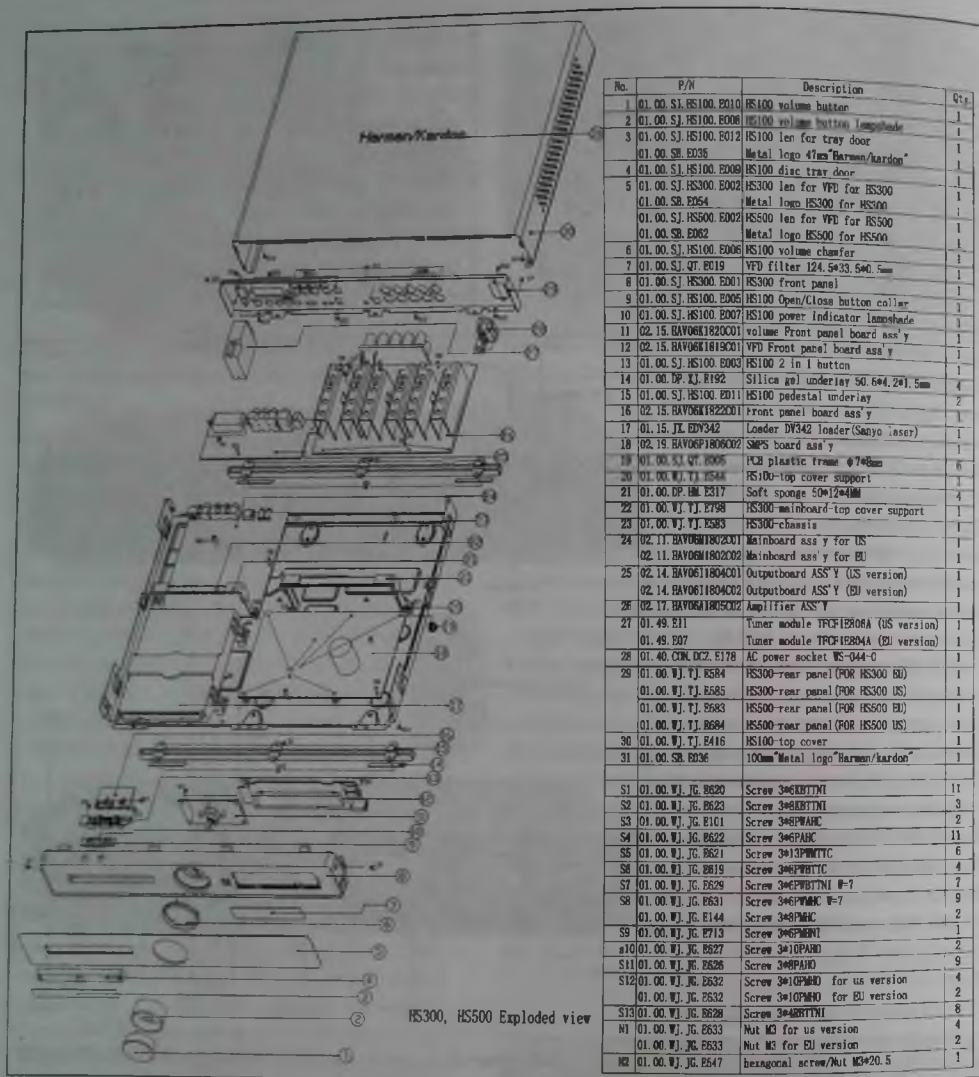 Harman/Kardon
HS300, HS500 Exploded view
No. P/N Description Qty
1 01.00.SJ.HS100.E010 HS100 volume button 1
2 01.00.SJ.HS100.E008 HS100 volume button lampshade 1
3 01.00.SJ.HS100.E012 HS100 len for tray door 1
01.00.SB.E035 Metal logo 47mm"Harman/kardon" 1
4 01.00.SJ.HS100.E009 HS100 disc tray door 1
5 01.00.SJ.HS300.E002 HS300 len for VFD for HS300 1
01.00.SB.E054 Metal logo HS300 for HS300 1
01.00.SJ.HS500.E002 HS500 len for VFD for HS500 1
01.00.SB.E062 Metal logo HS500 for HS500 1
6 01.00.SJ.HS100.E006 HS100 volume chamfer 1
7 01.00.SJ.QT.E019 VFD filter 124.5*33.5*0.5mm 1
8 01.00.SJ.HS300.E001 HS300 front panel 1
9 01.00.SJ.HS100.E005 HS100 Open/Close button collar 1
10 01.00.SJ.HS100.E007 HS100 power indicator lampshade 1
11 02.15.HAV06K1820C01 volume Front panel board ass'y 1
12 02.15.HAV06K1819C01 VFD Front panel board ass'y 1
13 01.00.SJ.HS100.E003 HS100 2 in 1 button 1
14 01.00.DP.XJ.E192 Silica gel underlay 50.6*4.2*1.5mm 4
15 01.00.SJ.HS100.E011 HS100 pedestal underlay 2
16 02.15.HAV06K1822C01 Front panel board ass'y 1
17 01.15.JX.EDV342 Loader DV342 loader(Sanyo laser) 1
18 02.19.HAV06P1806C02 SMPS board ass'y 1
19 01.00.SJ.QT.E005 PCB plastic frame φ7*8mm 6
20 01.00.WJ.TJ.E544 HS100-top cover support 1
21 01.00.DP.HM.E317 Soft sponge 50*12*4MM 4
22 01.00.WJ.TJ.E798 HS300-mainboard-top cover support 1
23 01.00.WJ.TJ.E583 HS300-chassis 1
24 02.11.HAV06M1802C01 Mainboard ass'y for US 1
02.11.HAV06M1802C02 Mainboard ass'y for EU 1
25 02.14.HAV06I1804C01 Outputboard ASS'Y (US version) 1
02.14.HAV06I1804C02 Outputboard ASS'Y (EU version) 1
26 02.17.HAV06A1805C02 Amplifier ASS'Y 1
27 01.49.E11 Tuner module TFCF1E806A (US version) 1
01.49.E07 Tuner module TFCF1E804A (EU version) 1
28 01.40.CON.DCZ.E178 AC power socket WS-044-0 1
29 01.00.WJ.TJ.E584 HS300-rear panel(FOR HS300 EU) 1
01.00.WJ.TJ.E585 HS300-rear panel(FOR HS300 US) 1
01.00.WJ.TJ.E683 HS500-rear panel(FOR HS500 EU) 1
01.00.WJ.TJ.E684 HS500-rear panel(FOR HS500 US) 1
30 01.00.WJ.TJ.E416 HS100-top cover 1
31 01.00.SB.E036 100mm"Metal logo"Harman/kardon" 1
S1 01.00.WJ.JG.E620 Screw 3*6KBTTNI 11
S2 01.00.WJ.JG.E623 Screw 3*8KBTTNI 3
S3 01.00.WJ.JG.E101 Screw 3*8PWAHC 2
S4 01.00.WJ.JG.E622 Screw 3*6PAHC 11
S5 01.00.WJ.JG.E621 Screw 3*13PWMTTC 6
S6 01.00.WJ.JG.E619 Screw 3*6PWBTTC 4
S7 01.00.WJ.JG.E629 Screw 3*6PWBTTNI W=7 7
S8 01.00.WJ.JG.E631 Screw 3*6PWMHC W=7 9
01.00.WJ.JG.E144 Screw 3*8PMHC 2
S9 01.00.WJ.JG.E713 Screw 3*6PMHNI 1
s10 01.00.WJ.JG.E627 Screw 3*10PAHO 2
S11 01.00.WJ.JG.E626 Screw 3*8PAHO 9
S12 01.00.WJ.JG.E632 Screw 3*10PMHO for us version 4
01.00.WJ.JG.E632 Screw 3*10PMHO for EU version 2
S13 01.00.WJ.JG.E628 Screw 3*4KBTTNI 8
N1 01.00.WJ.JG.E633 Nut M3 for us version 4
01.00.WJ.JG.E633 Nut M3 for EU version 2
N2 01.00.WJ.JG.E647 hexagonal screw/Nut M3*20.5 1